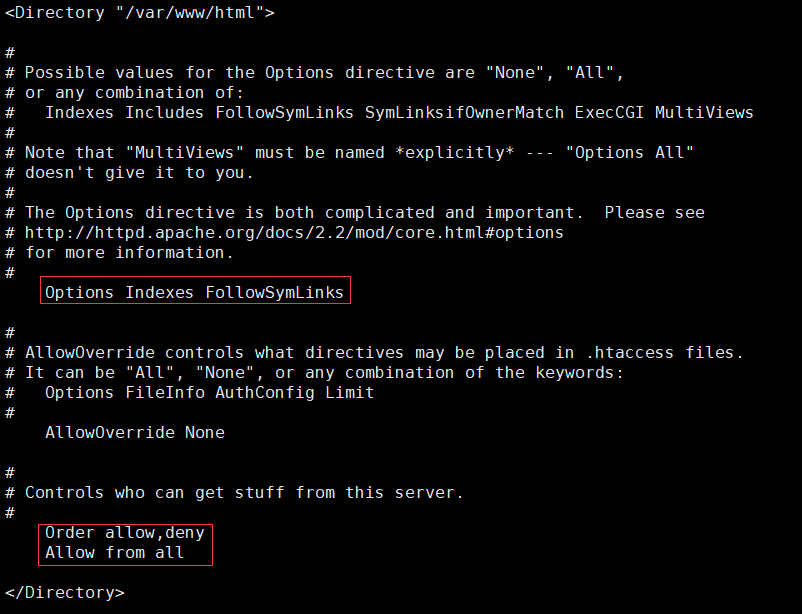 <Directory "/var/www/html">
#
# Possible values for the Options directive are "None", "All",
# or any combination of:
#   Indexes Includes FollowSymLinks SymLinksifOwnerMatch ExecCGI MultiViews
#
# Note that "MultiViews" must be named *explicitly* --- "Options All"
# doesn't give it to you.
#
# The Options directive is both complicated and important.  Please see
# http://httpd.apache.org/docs/2.2/mod/core.html#options
# for more information.
#
    Options Indexes FollowSymLinks
#
# AllowOverride controls what directives may be placed in .htaccess files.
# It can be "All", "None", or any combination of the keywords:
#   Options FileInfo AuthConfig Limit
#
    AllowOverride None
#
# Controls who can get stuff from this server.
#
    Order allow,deny
    Allow from all
</Directory>